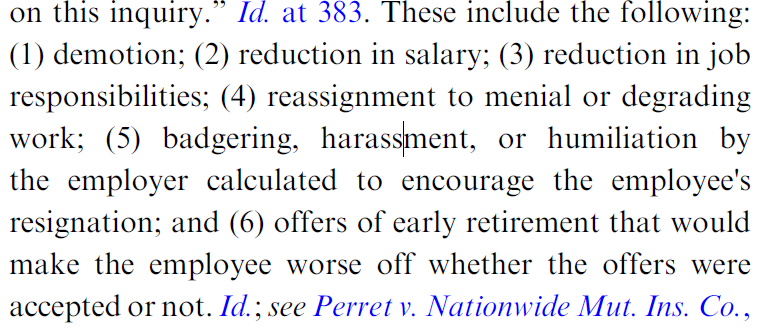 on this inquiry.” Id. at 383. These include the following:
(1) demotion; (2) reduction in salary; (3) reduction in job
responsibilities; (4) reassignment to menial or degrading
work; (5) badgering, harassment, or humiliation by
the employer calculated to encourage the employee's
resignation; and (6) offers of early retirement that would
make the employee worse off whether the offers were
accepted or not. Id.; see Perret v. Nationwide Mut. Ins. Co.,